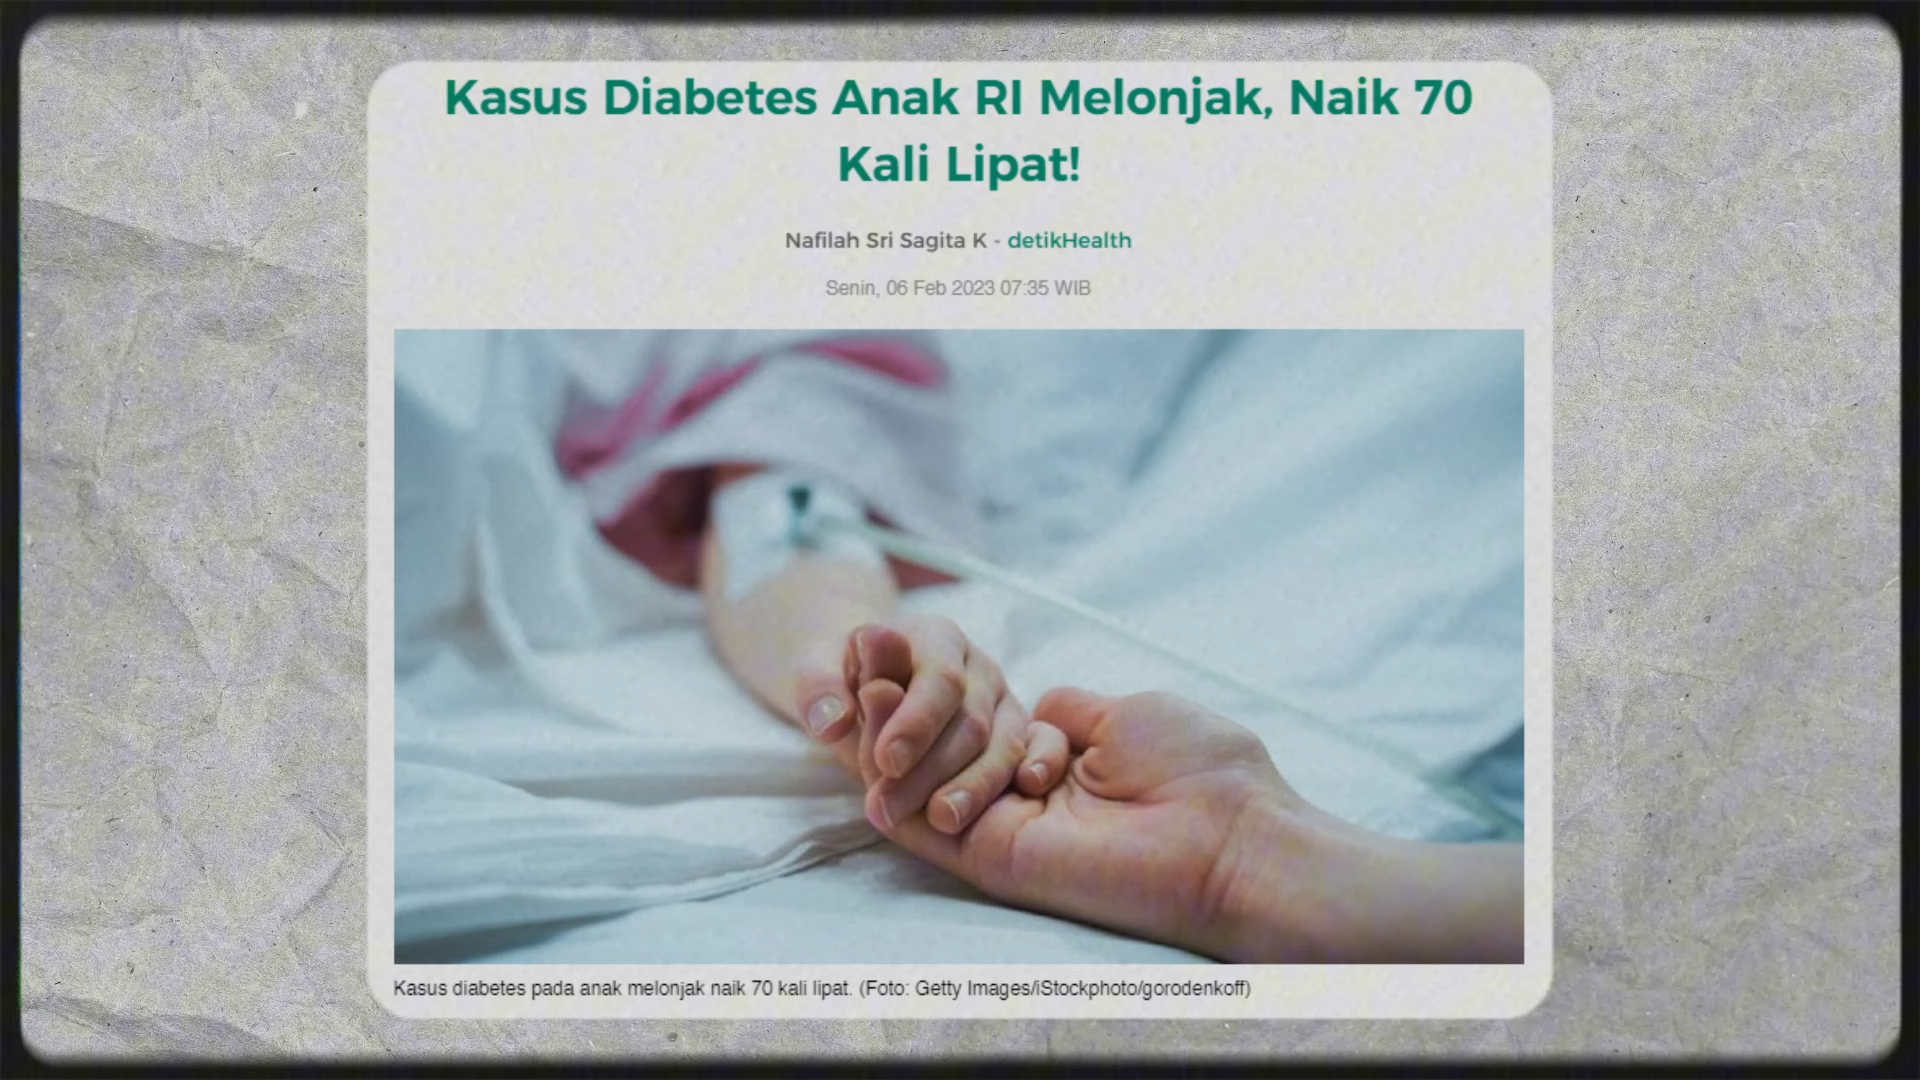 Kasus Diabetes Anak RI Melonjak, Naik 70
Kali Lipat!
Nafilah Sri Sagita K - detikHealth
Senin, 06 Feb 2023 07:35 WIB
Kasus diabetes pada anak melonjak naik 70 kali lipat. (Foto: Getty Images/iStockphoto/gorodenkoff)